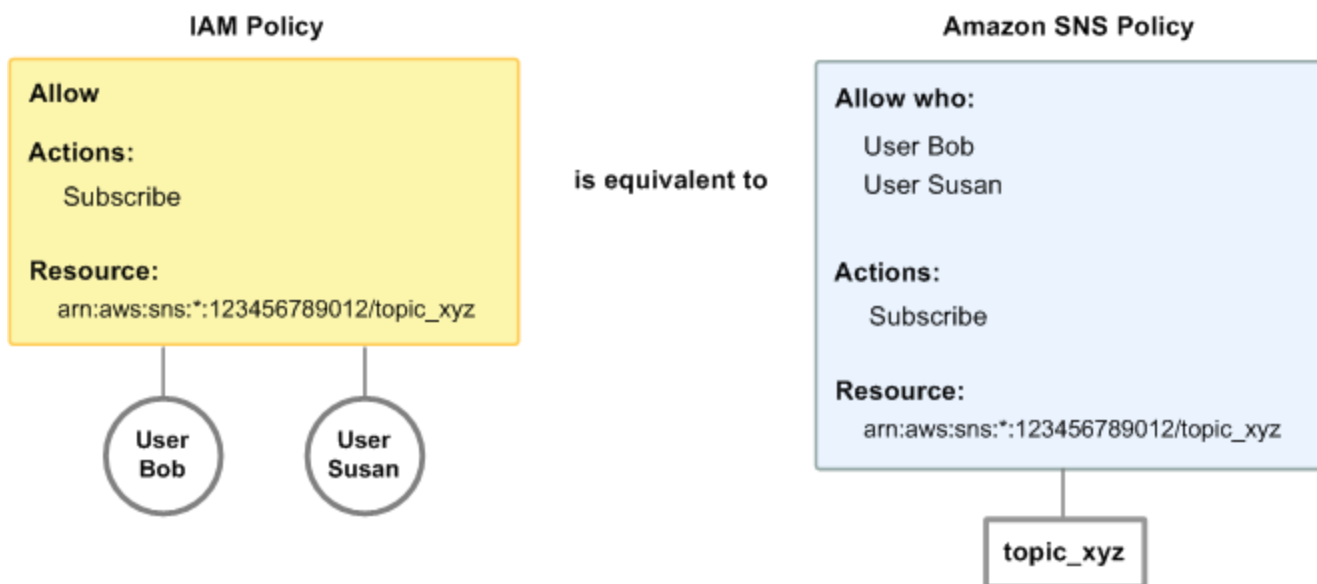 IAM Policy
Allow
Actions:
Subscribe
Resource:
arn:aws:sns:*:123456789012/topic_xyz
User
Bob
User
Susan
is equivalent to
Amazon SNS Policy
Allow who:
User Bob
User Susan
Actions:
Subscribe
Resource:
arn:aws:sns:*:123456789012/topic_xyz
topic_xyz